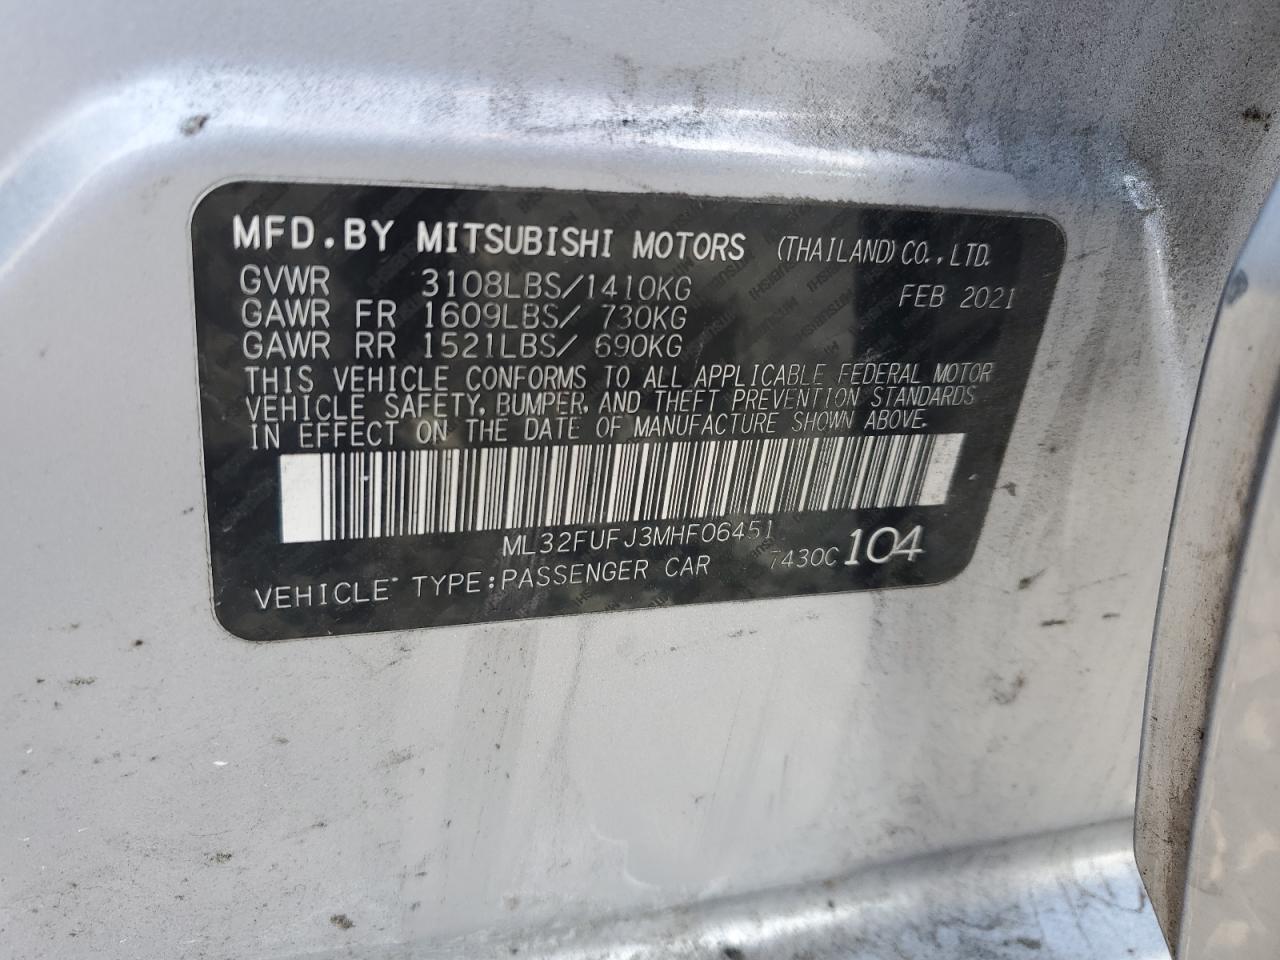 MFD.BY MITSUBISHI MOTORS (THAILAND)CO.,LTD.
GVWR 3108LBS/1410KG FEB 2021
GAWR FR 1609LBS/ 730KG
GAWR RR 1521LBS/ 690KG
THIS VEHICLE CONFORMS TO ALL APPLICABLE FEDERAL MOTOR
VEHICLE SAFETY, BUMPER, AND THEFT PREVENTION STANDARDS
IN EFFECT ON THE DATE OF MANUFACTURE SHOWN ABOVE.
ML32FUFJ3MHF06451
VEHICLE TYPE:PASSENGER CAR 7430C 104